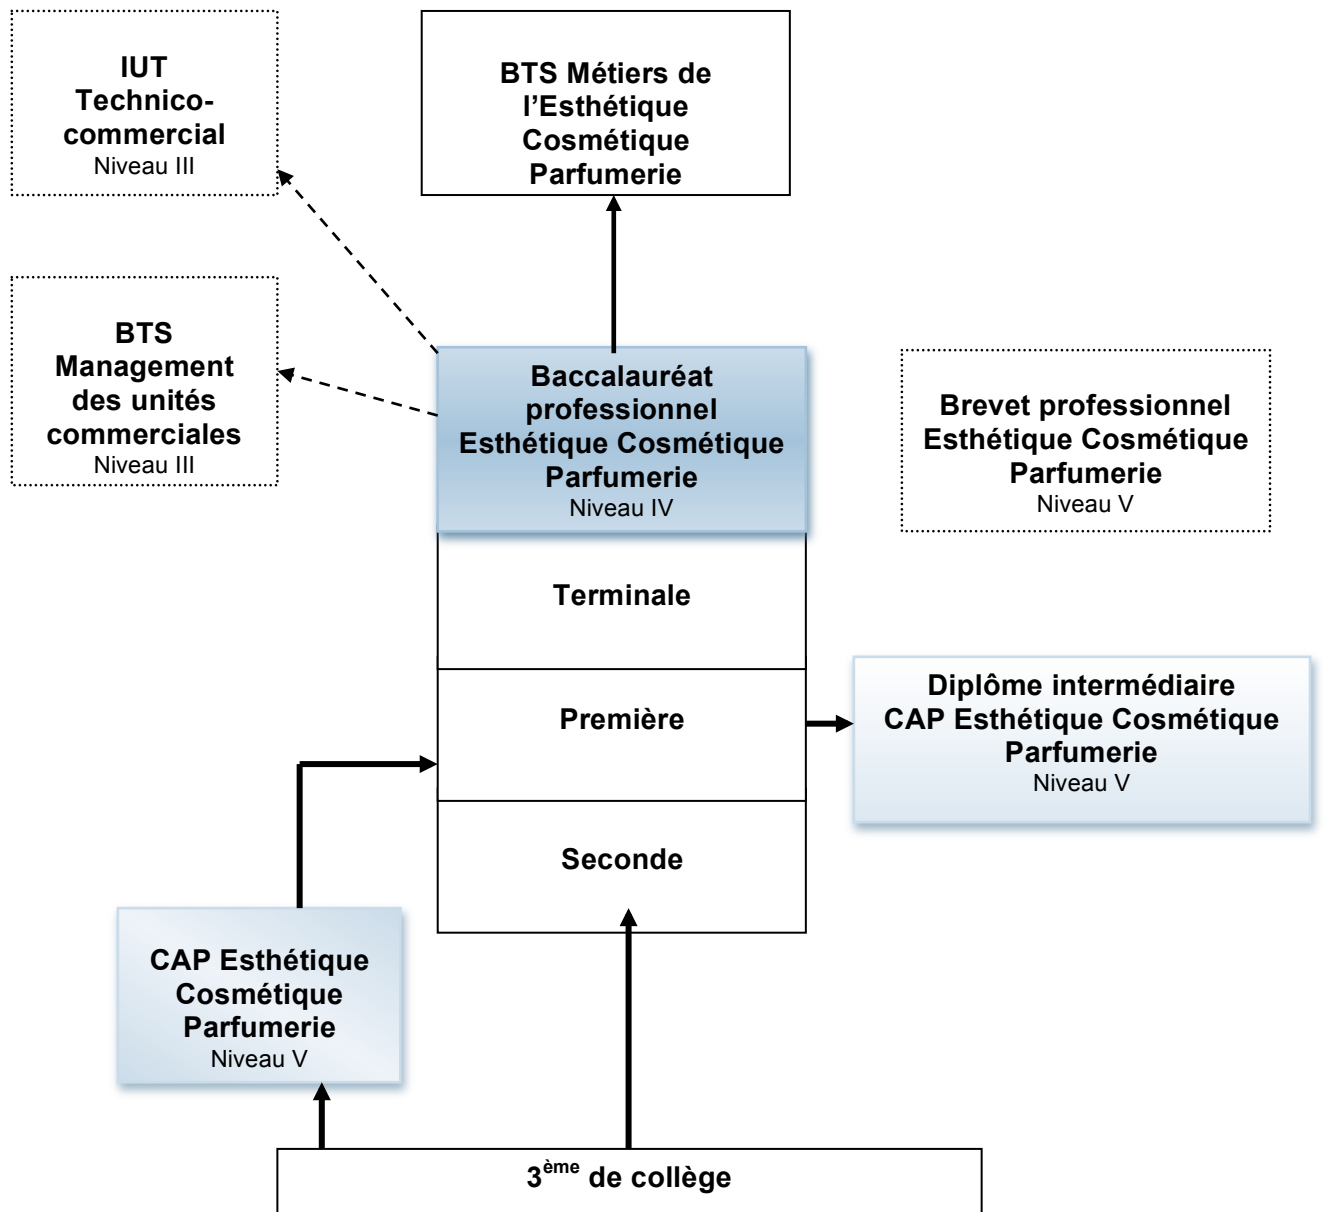 IUT
Technico-
commercial
Niveau III
BTS Métiers de
l’Esthétique
Cosmétique
Parfumerie
BTS
Management
des unités
commerciales
Niveau III
Baccalauréat
professionnel
Esthétique Cosmétique
Parfumerie
Niveau IV
Brevet professionnel
Esthétique Cosmétique
Parfumerie
Niveau V
Terminale
Première
Diplôme intermédiaire
CAP Esthétique Cosmétique
Parfumerie
Niveau V
Seconde
CAP Esthétique
Cosmétique
Parfumerie
Niveau V
3ème de collège